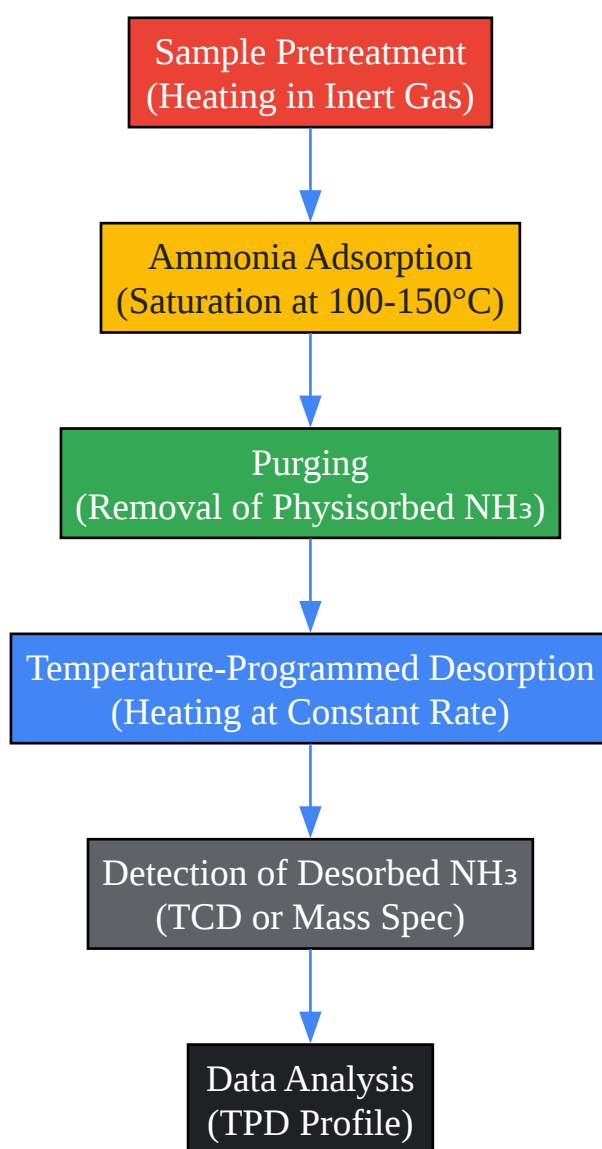 Sample Pretreatment
(Heating in Inert Gas)
Ammonia Adsorption
(Saturation at 100-150°C)
Purging
(Removal of Physisorbed NH₃)
Temperature-Programmed Desorption
(Heating at Constant Rate)
Detection of Desorbed NH₃
(TCD or Mass Spec)
Data Analysis
(TPD Profile)